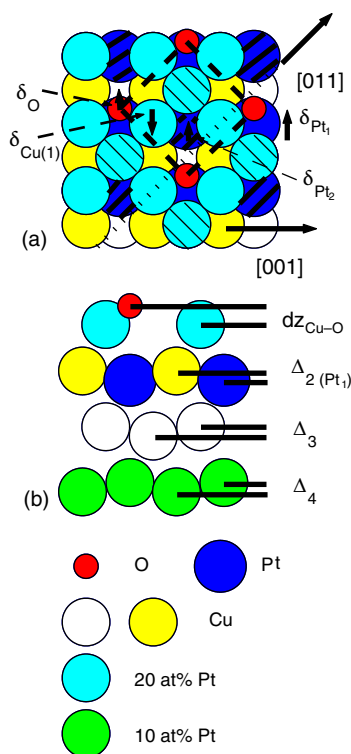 [011]
δO
δCu(1)
δPt1
δPt2
(a)
[001]
dzCu–O
Δ2 (Pt1)
Δ3
Δ4
(b)
O Pt
Cu
20 at% Pt
10 at% Pt